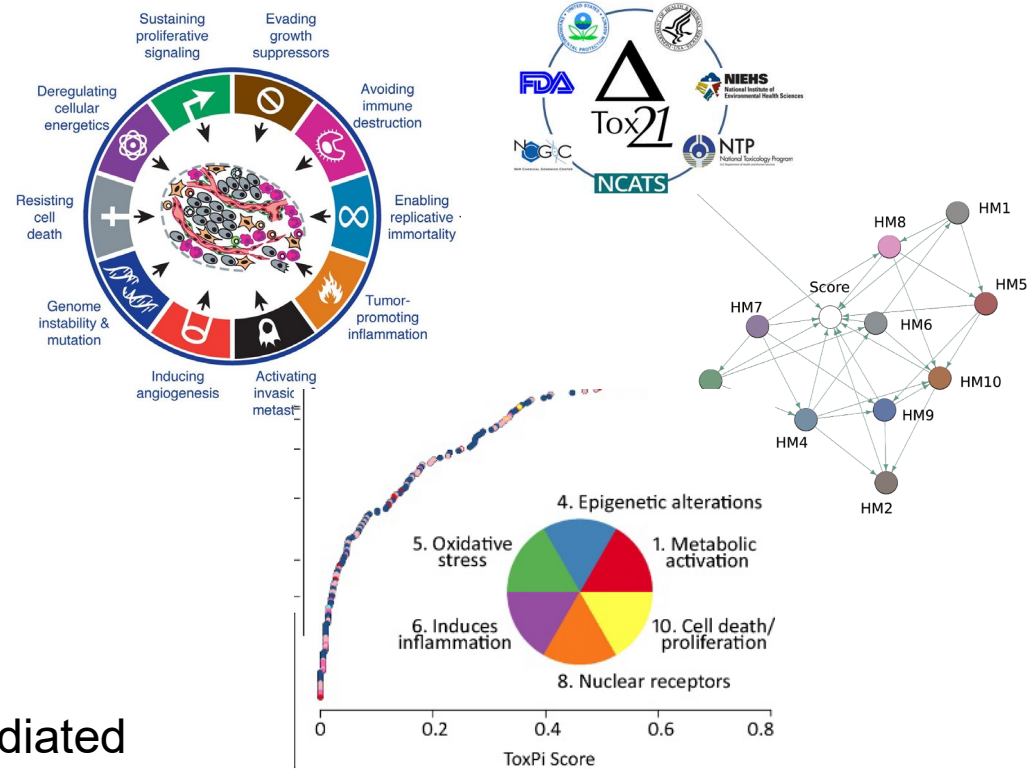 Sustaining
proliferative
signaling
Evading
growth
suppressors
Avoiding
immune
destruction
Enabling
replicative
immortality
Tumor-
promoting
inflammation
Activating
invasic
metast
Inducing
angiogenesis
Genome
instability &
mutation
Resisting
cell
death
Deregulating
cellular
energetics
FDA
Tox21
NIEHS
National Institute of
Environmental Health Sciences
NTP
National Toxicology Program
NCATS
NCGC
HM1
HM8
HM5
Score
HM7
HM6
HM10
HM9
HM4
HM2
4. Epigenetic alterations
5. Oxidative
stress
1. Metabolic
activation
6. Induces
inflammation
10. Cell death/
proliferation
8. Nuclear receptors
0
0.2
0.4
0.6
0.8
ToxPi Score
diated